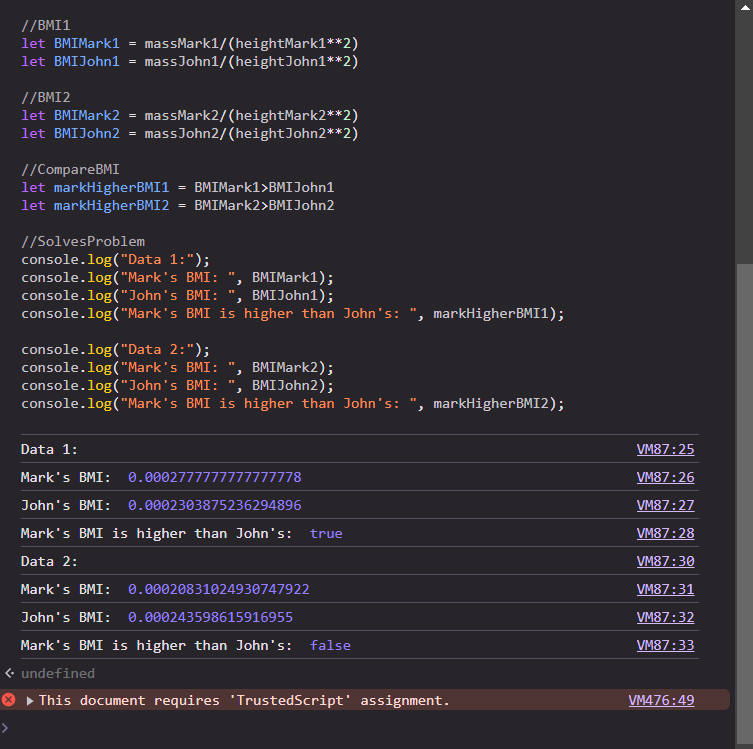 //BMI1
let BMIMark1 = massMark1/(heightMark1**2)
let BMIJohn1 = massJohn1/(heightJohn1**2)
//BMI2
let BMIMark2 = massMark2/(heightMark2**2)
let BMIJohn2 = massJohn2/(heightJohn2**2)
//CompareBMI
let markHigherBMI1 = BMIMark1>BMIJohn1
let markHigherBMI2 = BMIMark2>BMIJohn2
//SolvesProblem
console.log("Data 1:");
console.log("Mark's BMI: ", BMIMark1);
console.log("John's BMI: ", BMIJohn1);
console.log("Mark's BMI is higher than John's: ", markHigherBMI1);
console.log("Data 2:");
console.log("Mark's BMI: ", BMIMark2);
console.log("John's BMI: ", BMIJohn2);
console.log("Mark's BMI is higher than John's: ", markHigherBMI2);
Data 1: VM87:25
Mark's BMI:  0.0002777777777777778 VM87:26
John's BMI:  0.0002303875236294896 VM87:27
Mark's BMI is higher than John's:  true VM87:28
Data 2: VM87:30
Mark's BMI:  0.00020831024930747922 VM87:31
John's BMI:  0.000243598615916955 VM87:32
Mark's BMI is higher than John's:  false VM87:33
undefined
This document requires 'TrustedScript' assignment. VM476:49